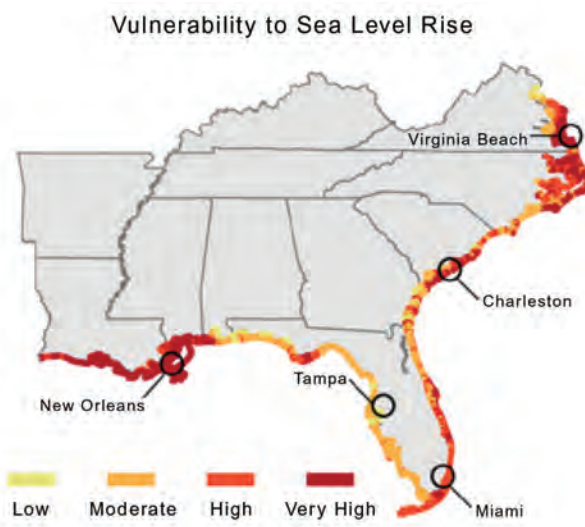 Vulnerability to Sea Level Rise
Virginia Beach
Charleston
Tampa
New Orleans
Miami
Low Moderate High Very High